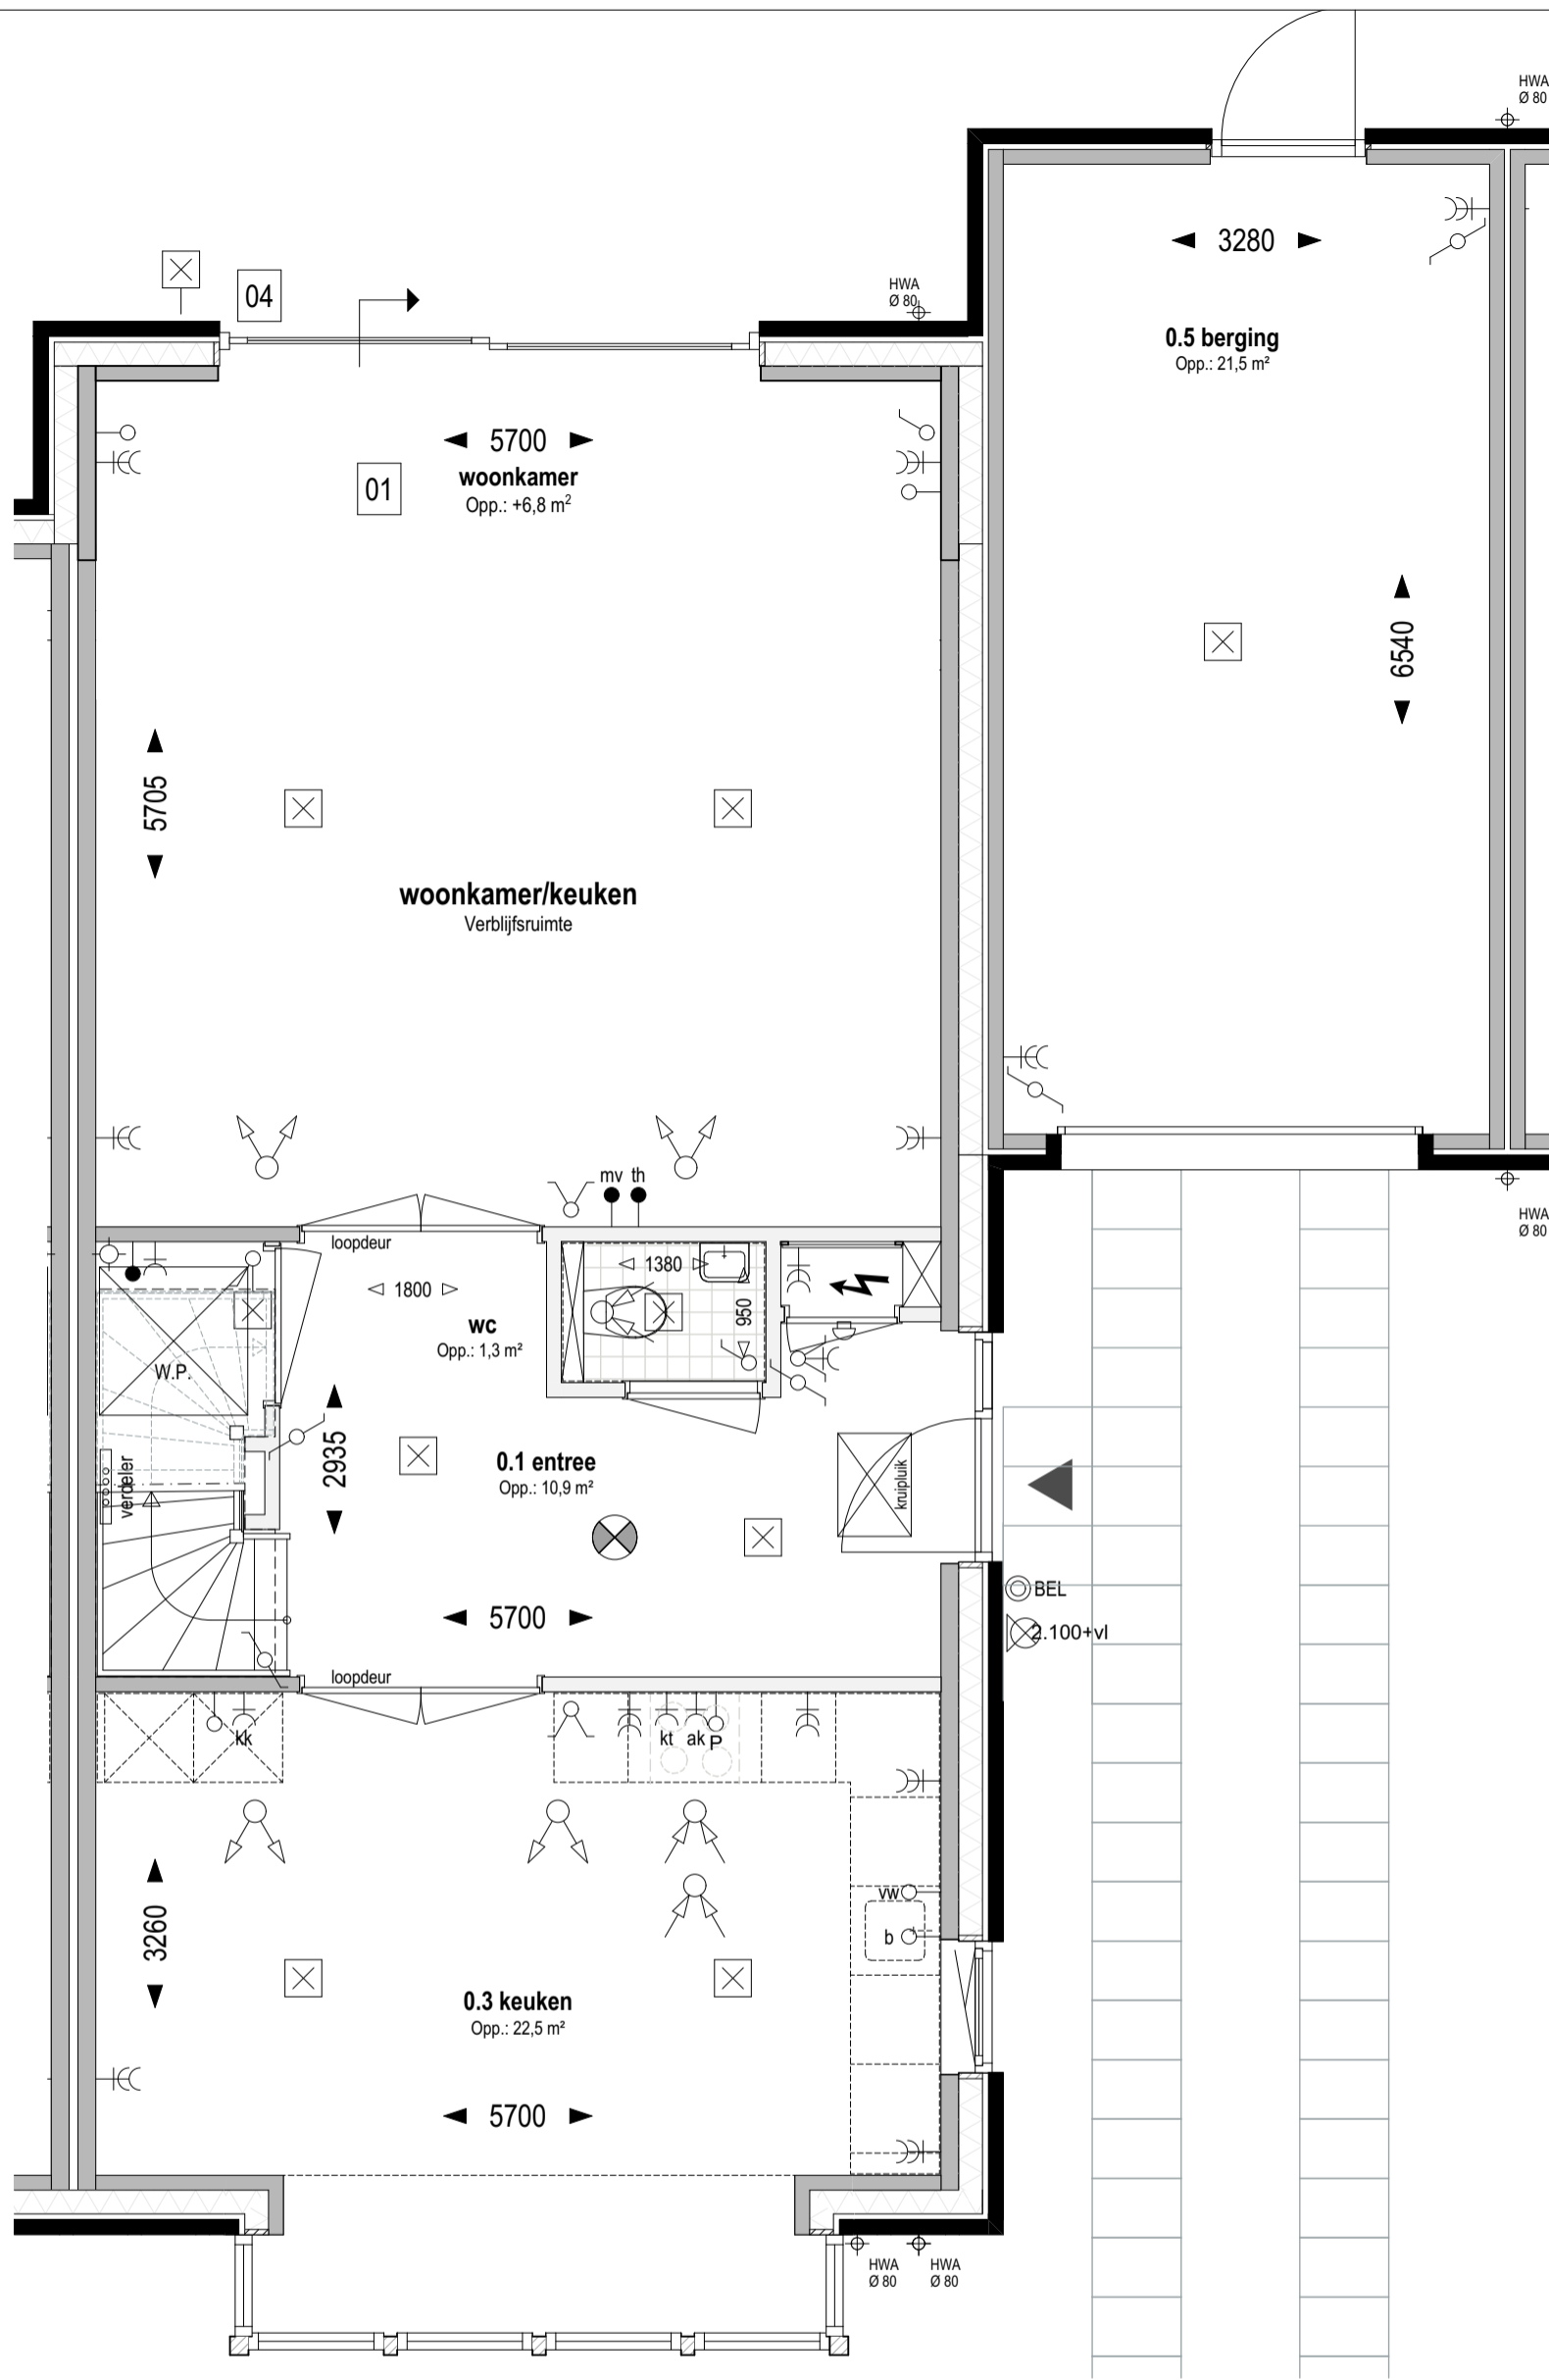 HWA
Ø 80
3280
04
HWA
Ø 80
0.5 berging
Opp.: 21,5 m²
5700
01
woonkamer
Opp.: +6,8 m²
6540
5705
woonkamer/keuken
Verblijfsruimte
mv th
HWA
Ø 80
loopdeur
1380
1800
950
wc
Opp.: 1,3 m²
W.P.
2935
0.1 entree
Opp.: 10,9 m²
verdeler
kruipluik
BEL
5700
2.100+vl
loopdeur
kk
kt ak P
vw
3260
b
0.3 keuken
Opp.: 22,5 m²
5700
HWA
Ø 80
HWA
Ø 80